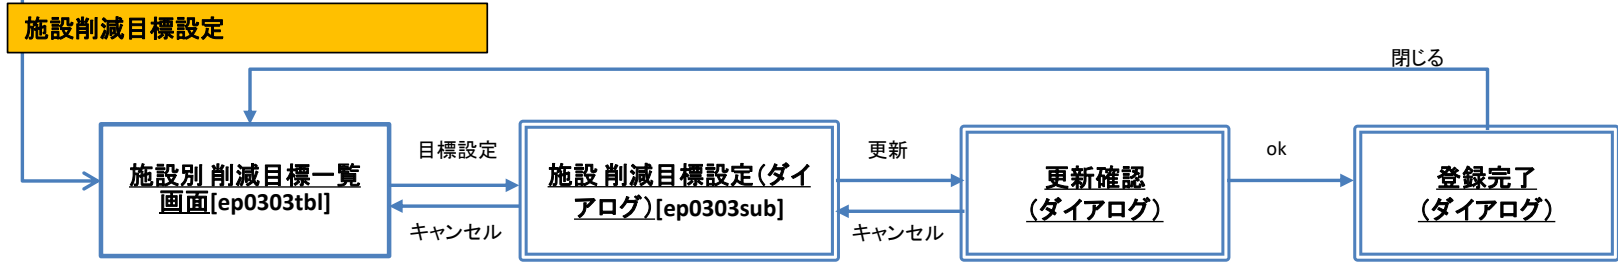 施設削減目標設定
閉じる
施設別 削減目標一覧
画面[ep0303tbl]
目標設定
キャンセル
施設 削減目標設定(ダイ
アログ)[ep0303sub]
更新
キャンセル
更新確認
(ダイアログ)
ok
登録完了
(ダイアログ)